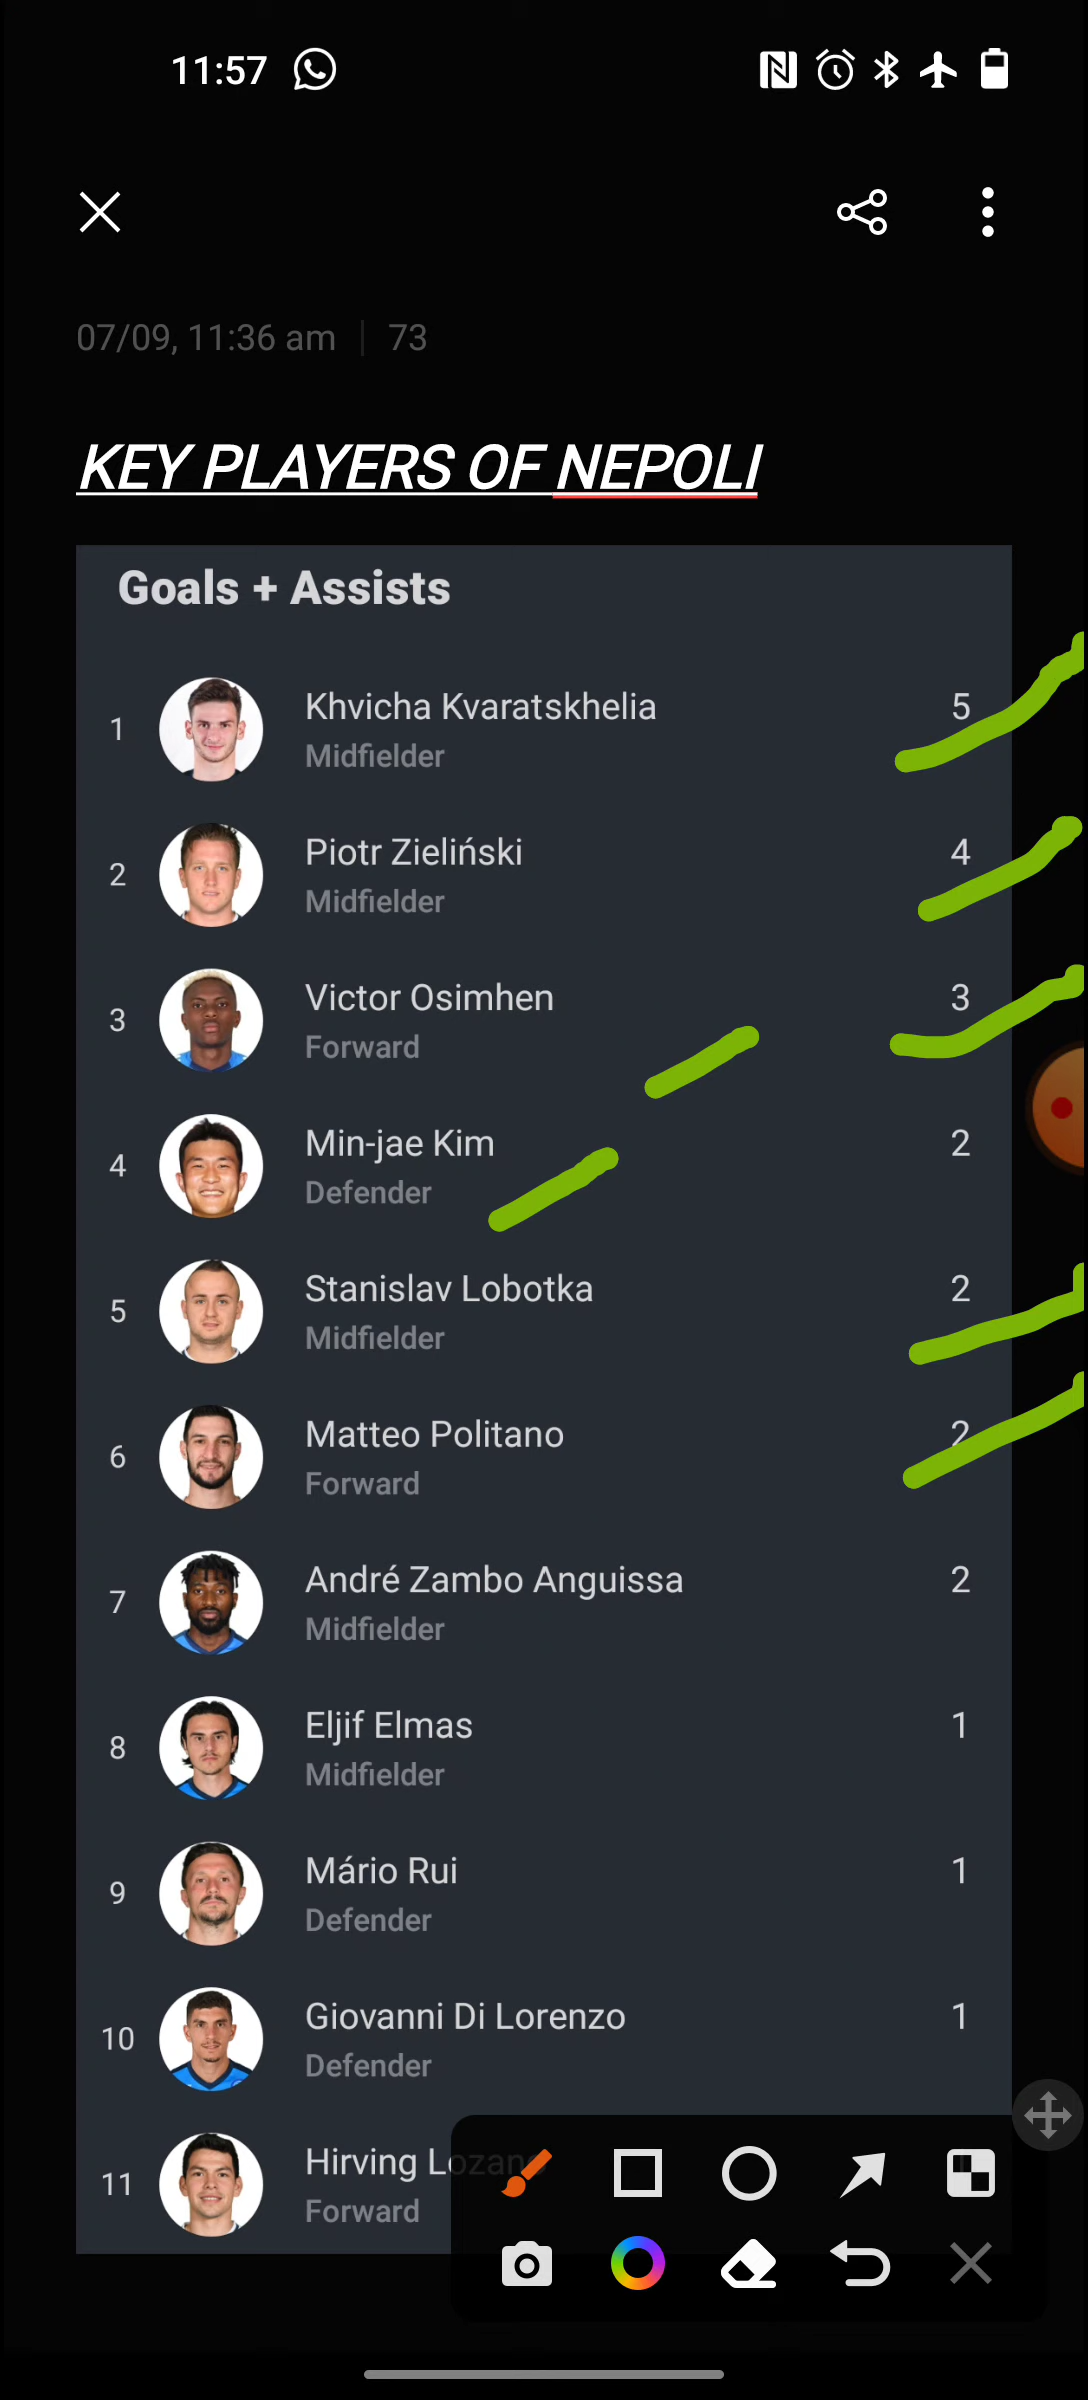 11:57
07/09, 11:36 am | 73
KEY PLAYERS OF NEPOLI
Goals + Assists
1 Khvicha Kvaratskhelia 5
Midfielder
2 Piotr Zieliński 4
Midfielder
3 Victor Osimhen 3
Forward
4 Min-jae Kim 2
Defender
5 Stanislav Lobotka 2
Midfielder
6 Matteo Politano 2
Forward
7 André Zambo Anguissa 2
Midfielder
8 Eljif Elmas 1
Midfielder
9 Mário Rui 1
Defender
10 Giovanni Di Lorenzo 1
Defender
11 Hirving Lozano
Forward